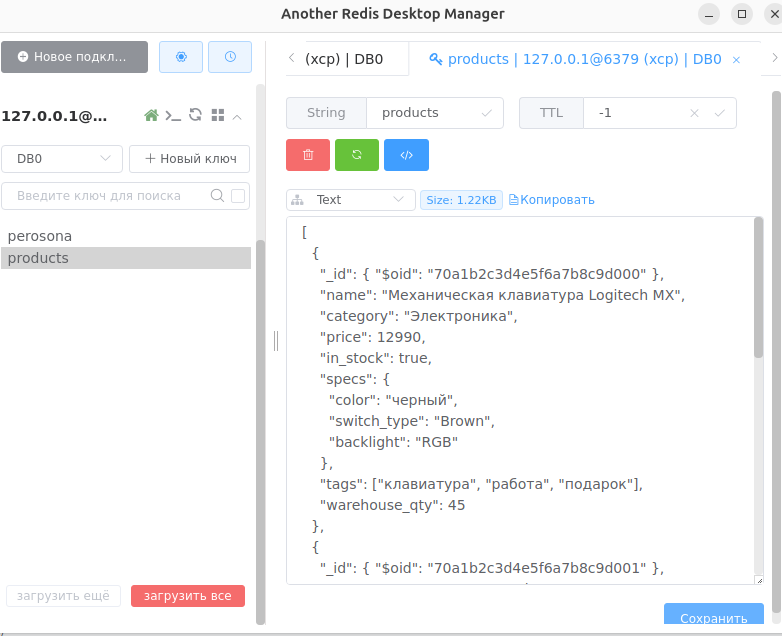 Another Redis Desktop Manager
Новое подкл...
(xcp) | DB0
products | 127.0.0.1@6379 (xcp) | DB0
127.0.0.1@...
String
products
TTL
-1
DB0
Новый ключ
Введите ключ для поиска
Text
Size: 1.22KB
Копировать
perosona
products
[
{
"_id": { "$oid": "70a1b2c3d4e5f6a7b8c9d000" },
"name": "Механическая клавиатура Logitech MX",
"category": "Электроника",
"price": 12990,
"in_stock": true,
"specs": {
"color": "черный",
"switch_type": "Brown",
"backlight": "RGB"
},
"tags": ["клавиатура", "работа", "подарок"],
"warehouse_qty": 45
},
{
"_id": { "$oid": "70a1b2c3d4e5f6a7b8c9d001" },
загрузить ещё
загрузить все
Сохранить